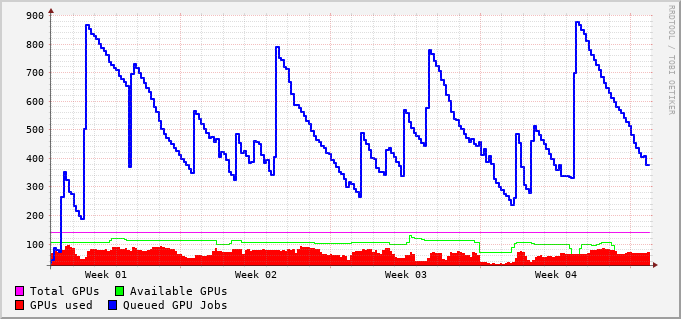 900
800
700
600
500
400
300
200
100
Week 01 Week 02 Week 03 Week 04
Total GPUs Available GPUs
GPUs used Queued GPU Jobs
RRDTOOL / TOBI OETIKER